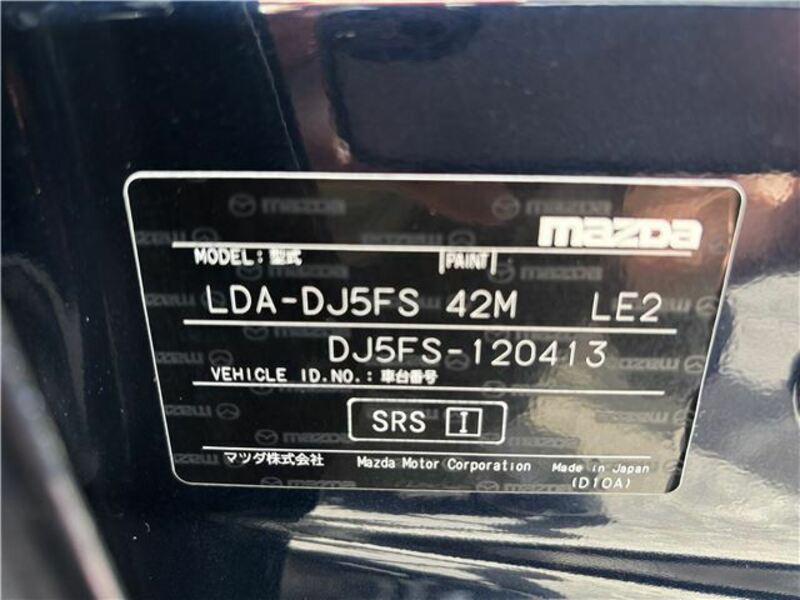 mazda
MODEL: 型式 PAINT
LDA-DJ5FS 42M LE2
DJ5FS-120413
VEHICLE ID.NO.: 車台番号
SRS I
マツダ株式会社 Mazda Motor Corporation Made in Japan
(D10A)